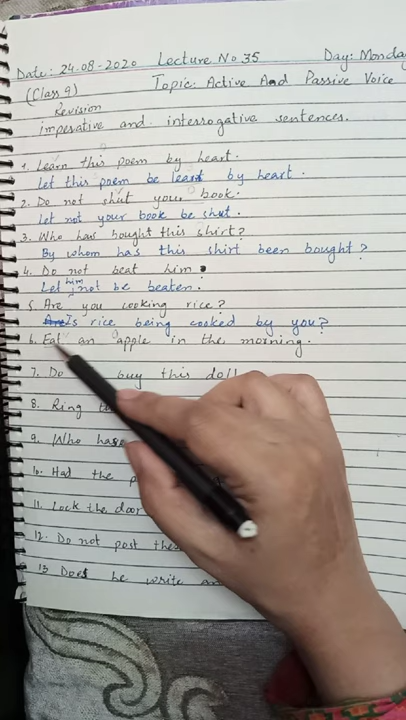 Date: 24.08-2020 Lecture No 35 Day: Monday
(Class 9) Topic: Active And Passive Voice
Revision
imperative and interrogative sentences.
1. Learn this poem by heart.
Let this poem be learnt by heart.
2. Do not shut your book.
Let not your book be shut.
3. Who has bought this shirt?
By whom has this shirt been bought?
4. Do not beat him.
Let him not be beaten.
5. Are you cooking rice?
Is rice being cooked by you?
6. Eat an apple in the morning.
7. Do buy this doll
8. Ring
9. Who has
10. Had the
11. Lock the door
12. Do not post
13 Does he write